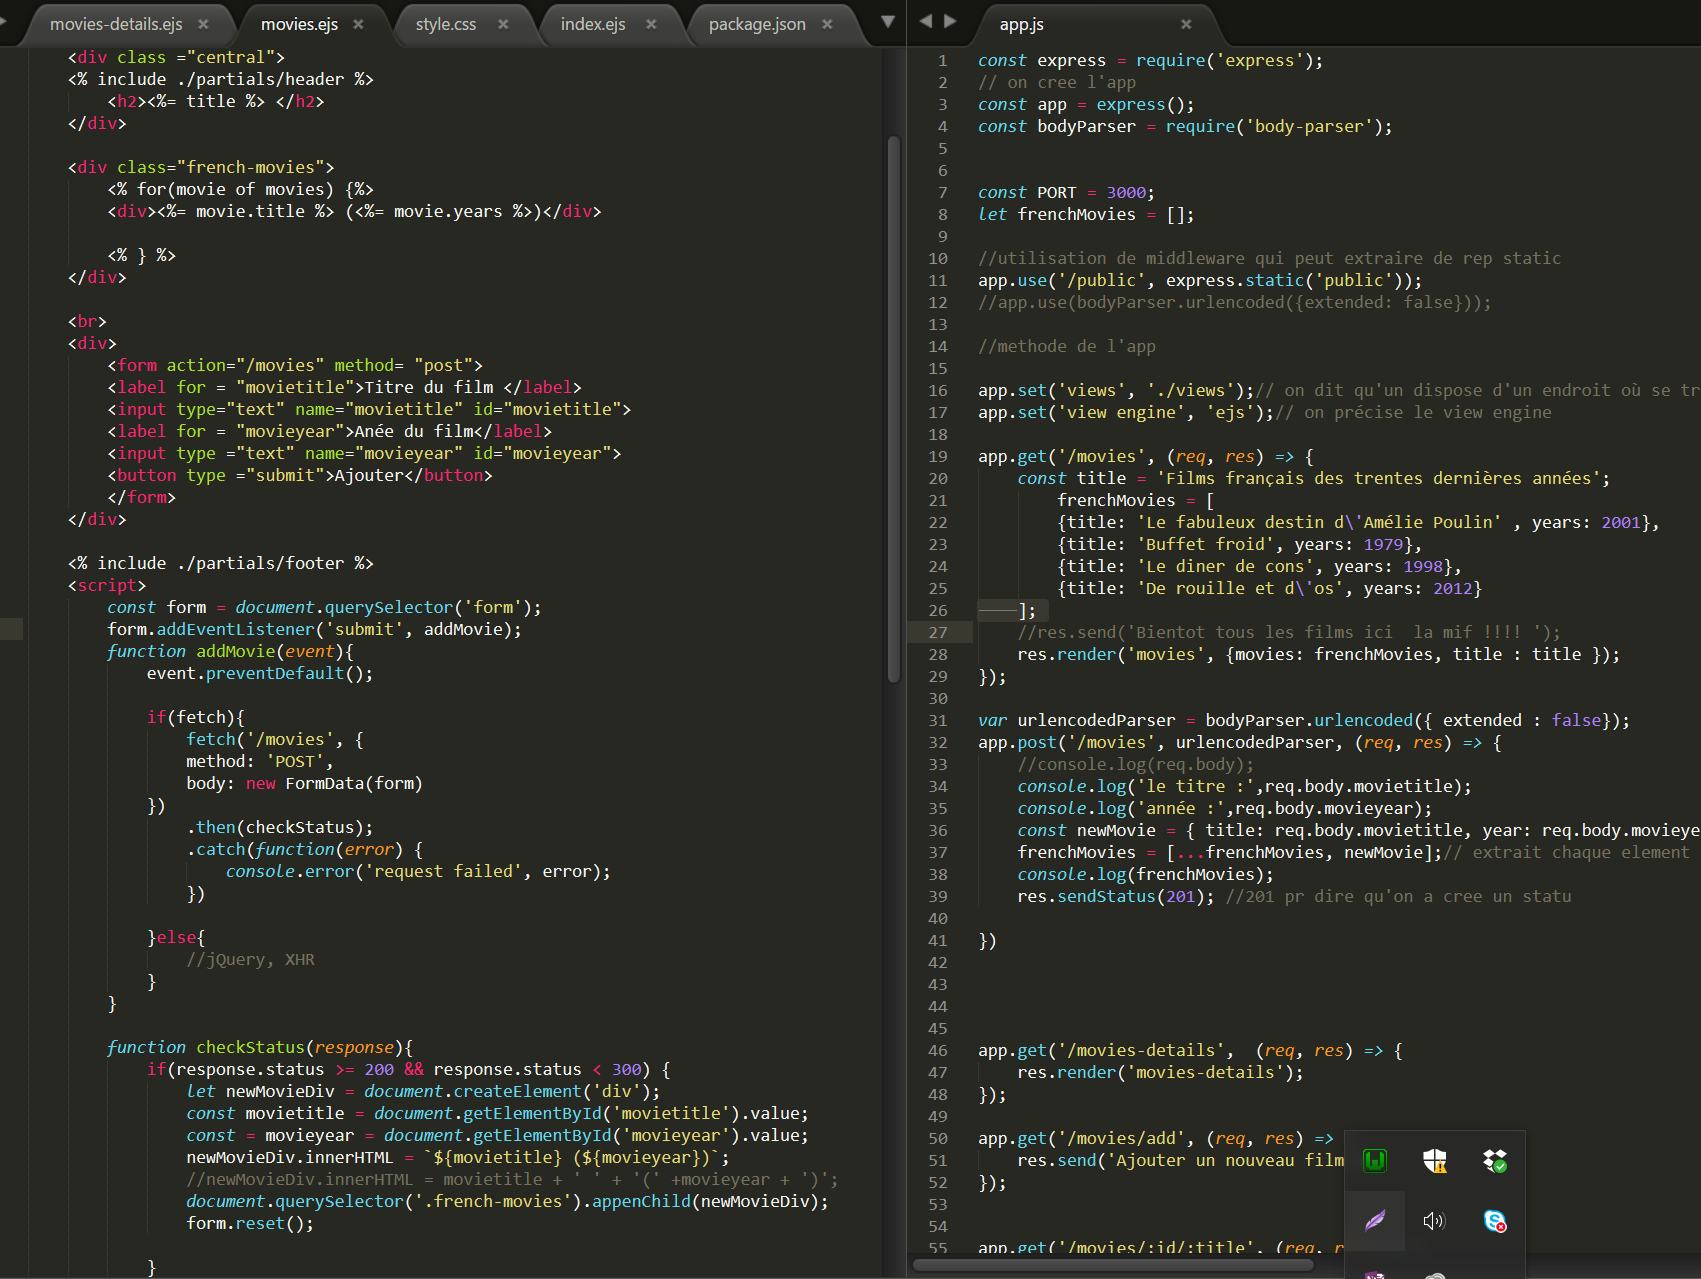 movies-details.ejs × movies.ejs × style.css × index.ejs × package.json ×
<div class ="central">
<% include ./partials/header %>
<h2><%= title %> </h2>
</div>
<div class="french-movies">
<% for(movie of movies) {%>
<div><%= movie.title %> (<%= movie.years %>)</div>
<% } %>
</div>
<br>
<div>
<form action="/movies" method= "post">
<label for = "movietitle">Titre du film </label>
<input type="text" name="movietitle" id="movietitle">
<label for = "movieyear">Anée du film</label>
<input type ="text" name="movieyear" id="movieyear">
<button type ="submit">Ajouter</button>
</form>
</div>
<% include ./partials/footer %>
<script>
const form = document.querySelector('form');
form.addEventListener('submit', addMovie);
function addMovie(event){
event.preventDefault();
if(fetch){
fetch('/movies', {
method: 'POST',
body: new FormData(form)
})
.then(checkStatus);
.catch(function(error) {
console.error('request failed', error);
})
}else{
//jQuery, XHR
}
}
function checkStatus(response){
if(response.status >= 200 && response.status < 300) {
let newMovieDiv = document.createElement('div');
const movietitle = document.getElementById('movietitle').value;
const = movieyear = document.getElementById('movieyear').value;
newMovieDiv.innerHTML = `${movietitle} (${movieyear})`;
//newMovieDiv.innerHTML = movietitle + ' ' + '(' +movieyear + ')';
document.querySelector('.french-movies').appenChild(newMovieDiv);
form.reset();
}
app.js ×
1 const express = require('express');
2 // on cree l'app
3 const app = express();
4 const bodyParser = require('body-parser');
5
6
7 const PORT = 3000;
8 let frenchMovies = [];
9
10 //utilisation de middleware qui peut extraire de rep static
11 app.use('/public', express.static('public'));
12 //app.use(bodyParser.urlencoded({extended: false}));
13
14 //methode de l'app
15
16 app.set('views', './views');// on dit qu'un dispose d'un endroit où se tr
17 app.set('view engine', 'ejs');// on précise le view engine
18
19 app.get('/movies', (req, res) => {
20 const title = 'Films français des trentes dernières années';
21 frenchMovies = [
22 {title: 'Le fabuleux destin d\'Amélie Poulin' , years: 2001},
23 {title: 'Buffet froid', years: 1979},
24 {title: 'Le diner de cons', years: 1998},
25 {title: 'De rouille et d\'os', years: 2012}
26 ];
27 //res.send('Bientot tous les films ici  la mif !!!! ');
28 res.render('movies', {movies: frenchMovies, title : title });
29 });
30
31 var urlencodedParser = bodyParser.urlencoded({ extended : false});
32 app.post('/movies', urlencodedParser, (req, res) => {
33 //console.log(req.body);
34 console.log('le titre :',req.body.movietitle);
35 console.log('année :',req.body.movieyear);
36 const newMovie = { title: req.body.movietitle, year: req.body.movieye
37 frenchMovies = [...frenchMovies, newMovie];// extrait chaque element
38 console.log(frenchMovies);
39 res.sendStatus(201); //201 pr dire qu'on a cree un statu
40
41 })
42
43
44
45
46 app.get('/movies-details',  (req, res) => {
47 res.render('movies-details');
48 });
49
50 app.get('/movies/add', (req, res) =>
51 res.send('Ajouter un nouveau film
52 });
53
54
55 app.get('/movies/:id/:title', (req, r